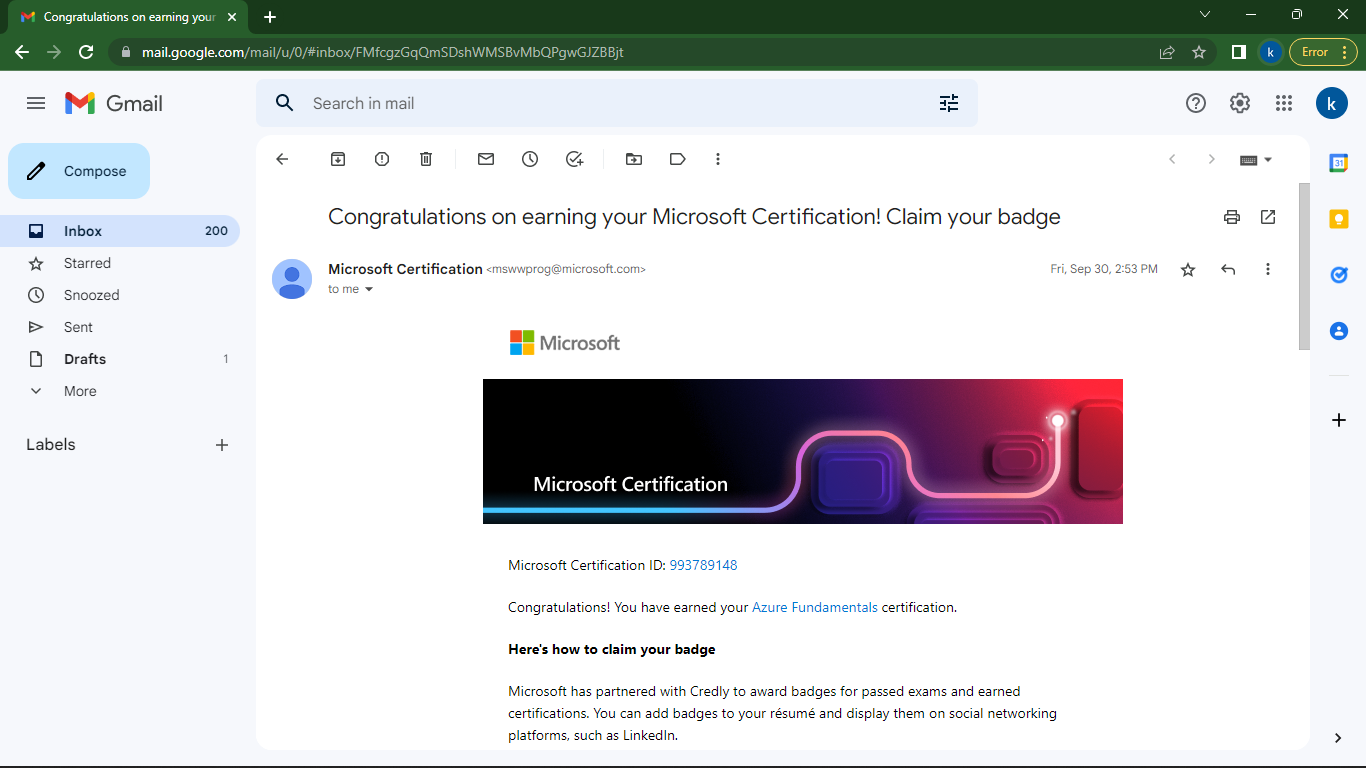 Congratulations on earning your
mail.google.com/mail/u/0/#inbox/FMfcgzGqQmSDshWMSBvMbQPgwGJZBBjt
k
Error
Gmail
Search in mail
k
Compose
31
Congratulations on earning your Microsoft Certification! Claim your badge
Inbox 200
Starred
Snoozed
Sent
Drafts 1
More
Labels
Microsoft Certification <mswwprog@microsoft.com>
Fri, Sep 30, 2:53 PM
to me
Microsoft
Microsoft Certification
Microsoft Certification ID: 993789148
Congratulations! You have earned your Azure Fundamentals certification.
Here's how to claim your badge
Microsoft has partnered with Credly to award badges for passed exams and earned
certifications. You can add badges to your résumé and display them on social networking
platforms, such as LinkedIn.